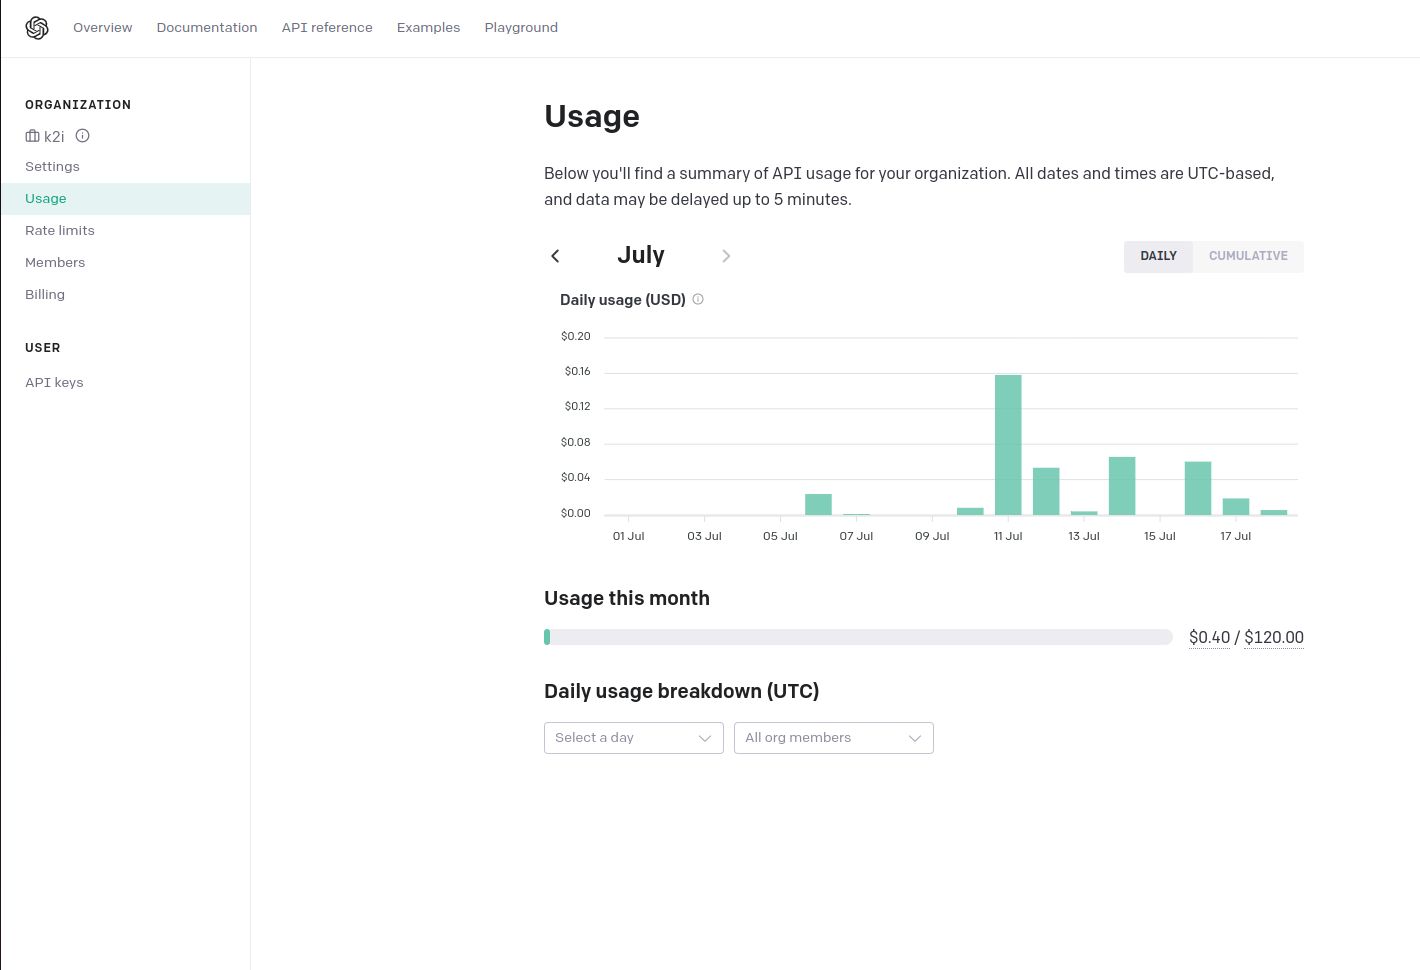 Overview Documentation API reference Examples Playground
ORGANIZATION
k2i
Settings
Usage
Rate limits
Members
Billing
USER
API keys
Usage
Below you'll find a summary of API usage for your organization. All dates and times are UTC-based,
and data may be delayed up to 5 minutes.
July
DAILY CUMULATIVE
Daily usage (USD)
$0.20
$0.16
$0.12
$0.08
$0.04
$0.00
01 Jul 03 Jul 05 Jul 07 Jul 09 Jul 11 Jul 13 Jul 15 Jul 17 Jul
Usage this month
$0.40 / $120.00
Daily usage breakdown (UTC)
Select a day All org members